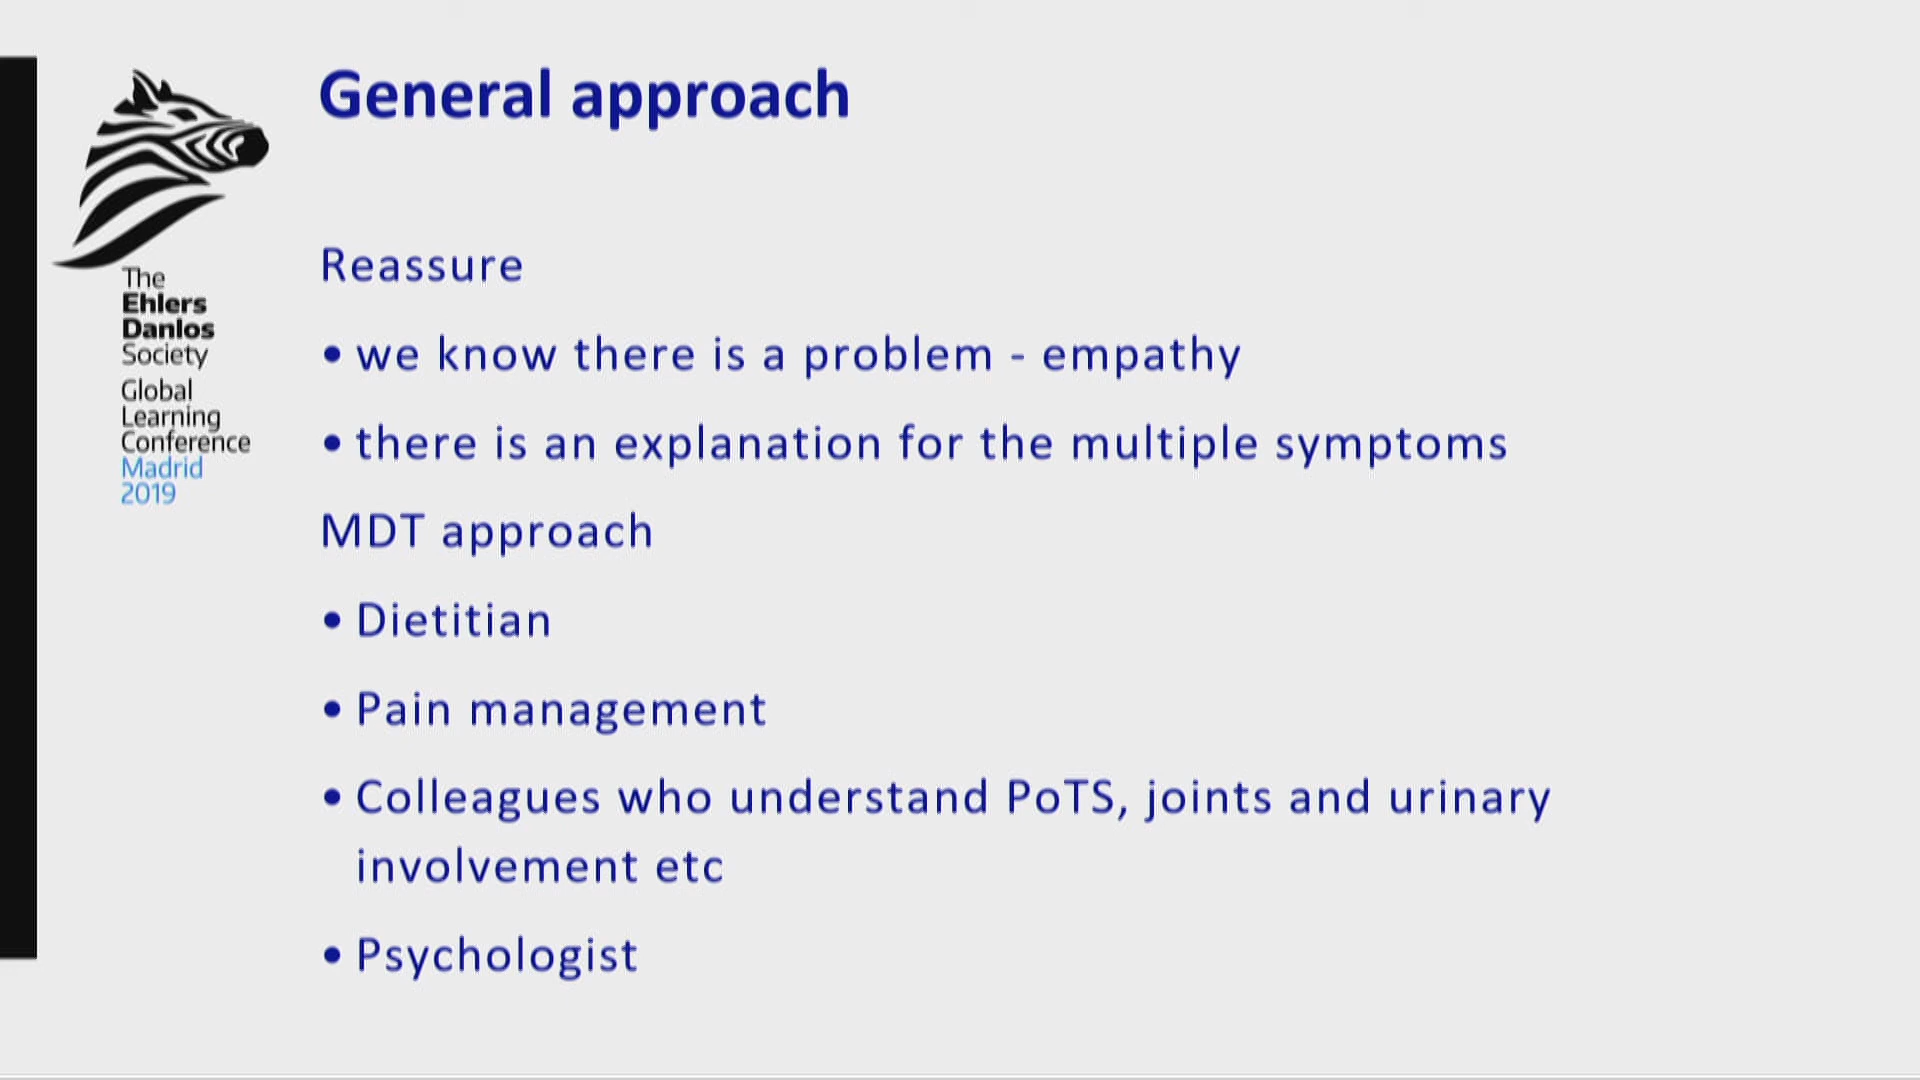 General approach
The
Ehlers
Danlos
Society
Global
Learning
Conference
Madrid
2019
Reassure
• we know there is a problem - empathy
• there is an explanation for the multiple symptoms
MDT approach
• Dietitian
• Pain management
• Colleagues who understand PoTS, joints and urinary
involvement etc
• Psychologist